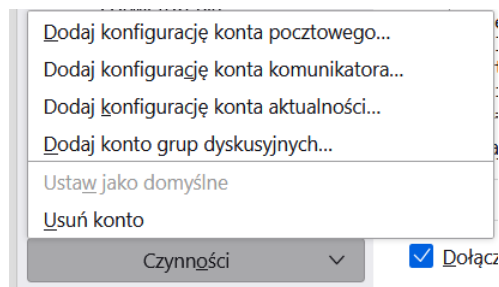 Dodaj konfigurację konta pocztowego...
Dodaj konfigurację konta komunikatora...
Dodaj konfigurację konta aktualności...
Dodaj konto grup dyskusyjnych...
Ustaw jako domyślne
Usuń konto
Czynności